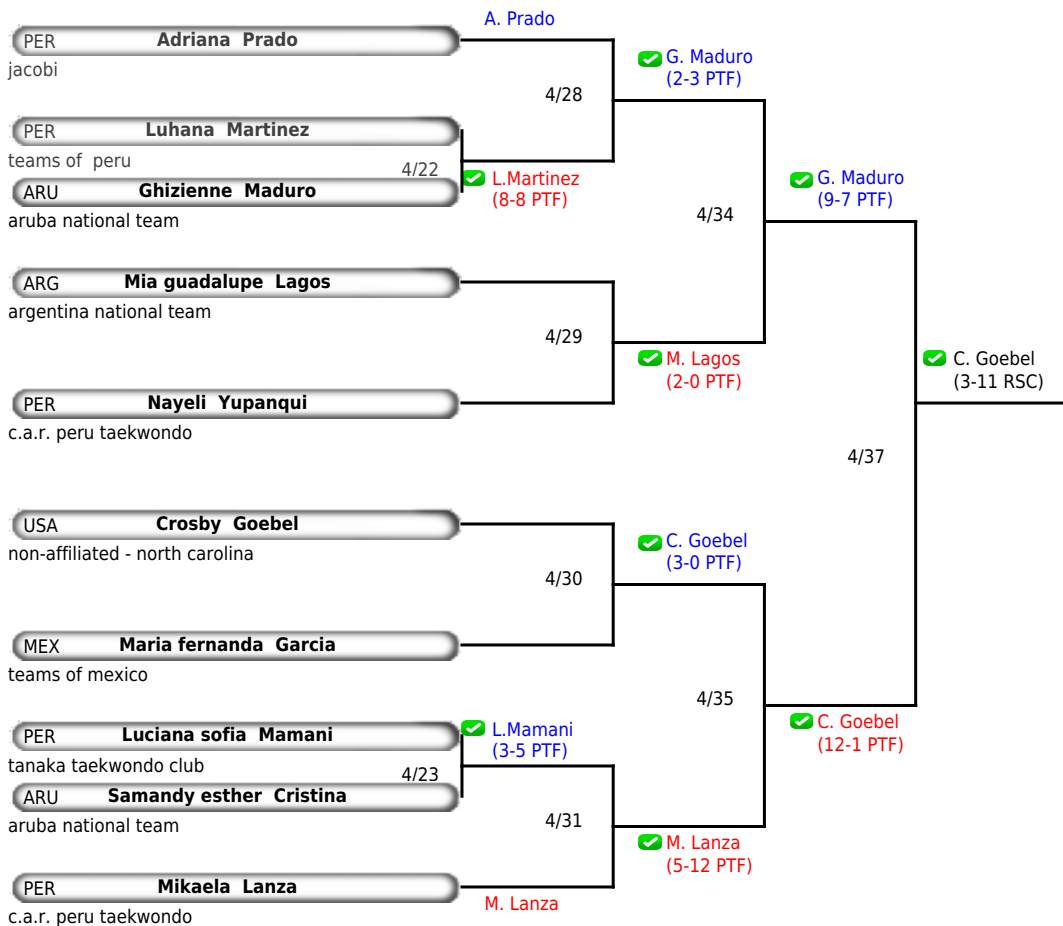 A. Prado
PER Adriana Prado
jacobi
G. Maduro
(2-3 PTF)
4/28
PER Luhana Martinez
teams of  peru
4/22
L.Martinez
(8-8 PTF)
ARU Ghizienne Maduro
aruba national team
G. Maduro
(9-7 PTF)
4/34
ARG Mia guadalupe Lagos
argentina national team
4/29
M. Lagos
(2-0 PTF)
PER Nayeli Yupanqui
c.a.r. peru taekwondo
C. Goebel
(3-11 RSC)
4/37
USA Crosby Goebel
non-affiliated - north carolina
C. Goebel
(3-0 PTF)
4/30
MEX Maria fernanda Garcia
teams of mexico
4/35
C. Goebel
(12-1 PTF)
PER Luciana sofia Mamani
tanaka taekwondo club
L.Mamani
(3-5 PTF)
4/23
ARU Samandy esther Cristina
aruba national team
4/31
M. Lanza
(5-12 PTF)
PER Mikaela Lanza
c.a.r. peru taekwondo
M. Lanza